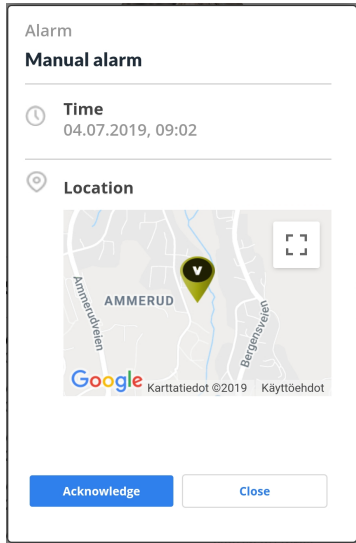 Alarm
Manual alarm
Time
04.07.2019, 09:02
Location
V
AMMERUD
Ammerudveien
Bergensveien
Google Karttatiedot ©2019 Käyttöehdot
Acknowledge Close